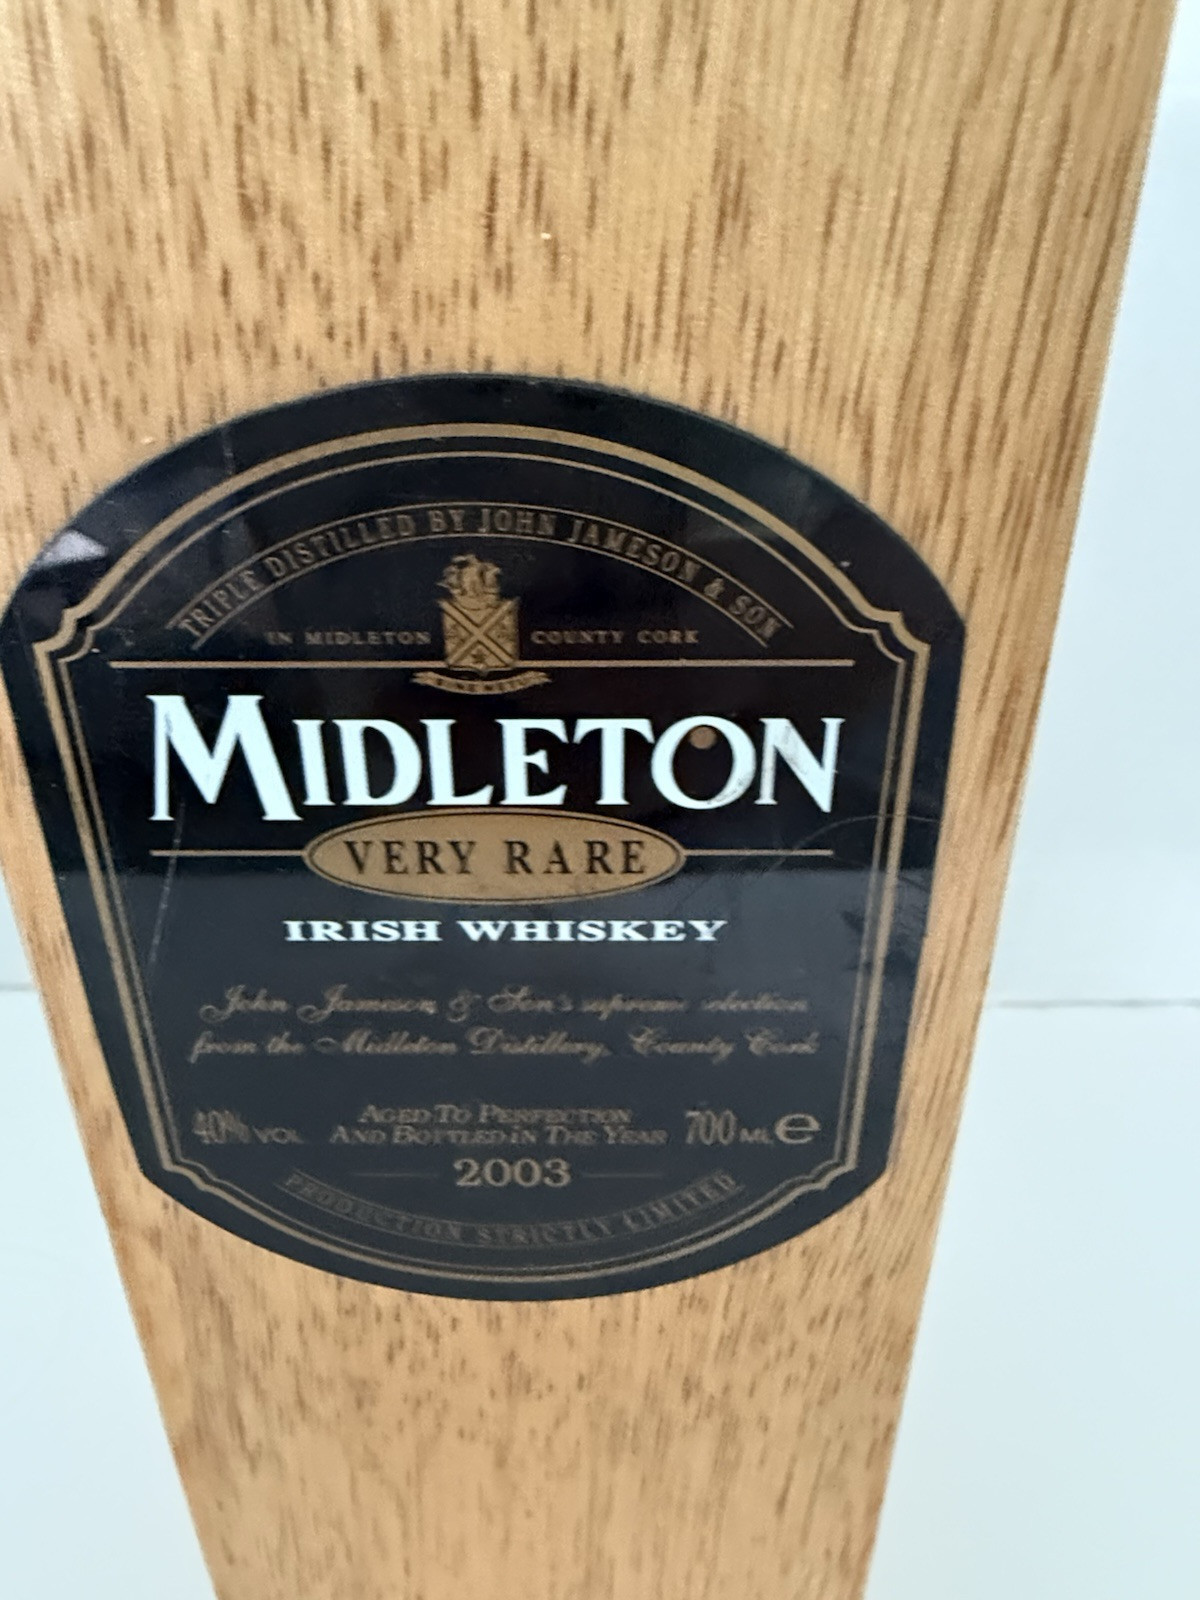 TRIPLE DISTILLED BY JOHN JAMESON & SON
IN MIDLETON COUNTY CORK
MIDLETON
VERY RARE
IRISH WHISKEY
John Jameson & Son's supreme selection
from the Midleton Distillery, County Cork
40% VOL
AGED TO PERFECTION
AND BOTTLED IN THE YEAR
700 ML e
2003
PRODUCTION STRICTLY LIMITED